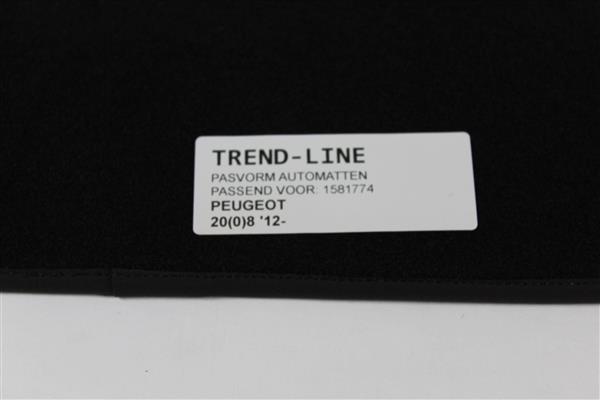 TREND-LINE
PASVORM AUTOMATTEN
PASSEND VOOR: 1581774
PEUGEOT
20(0)8 '12-